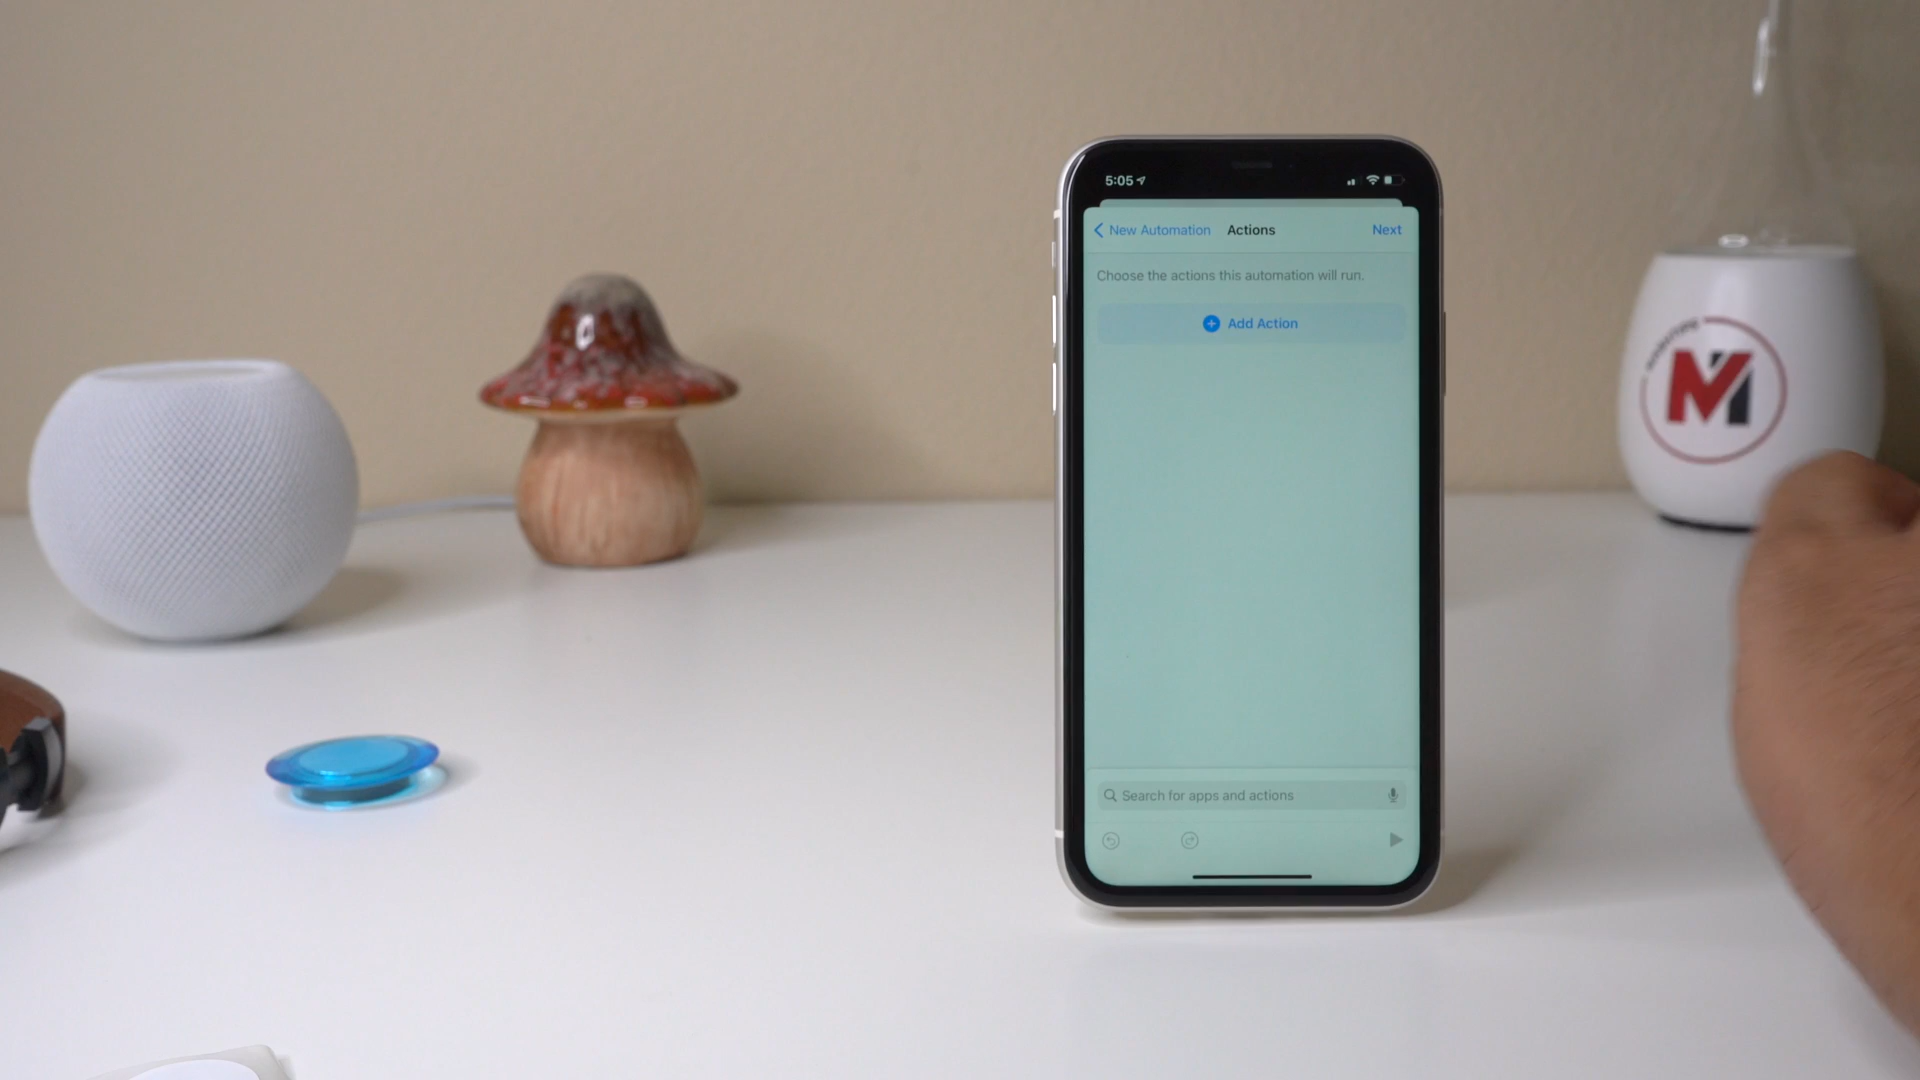 5:05
New Automation Actions Next
Choose the actions this automation will run.
Add Action
Search for apps and actions
M